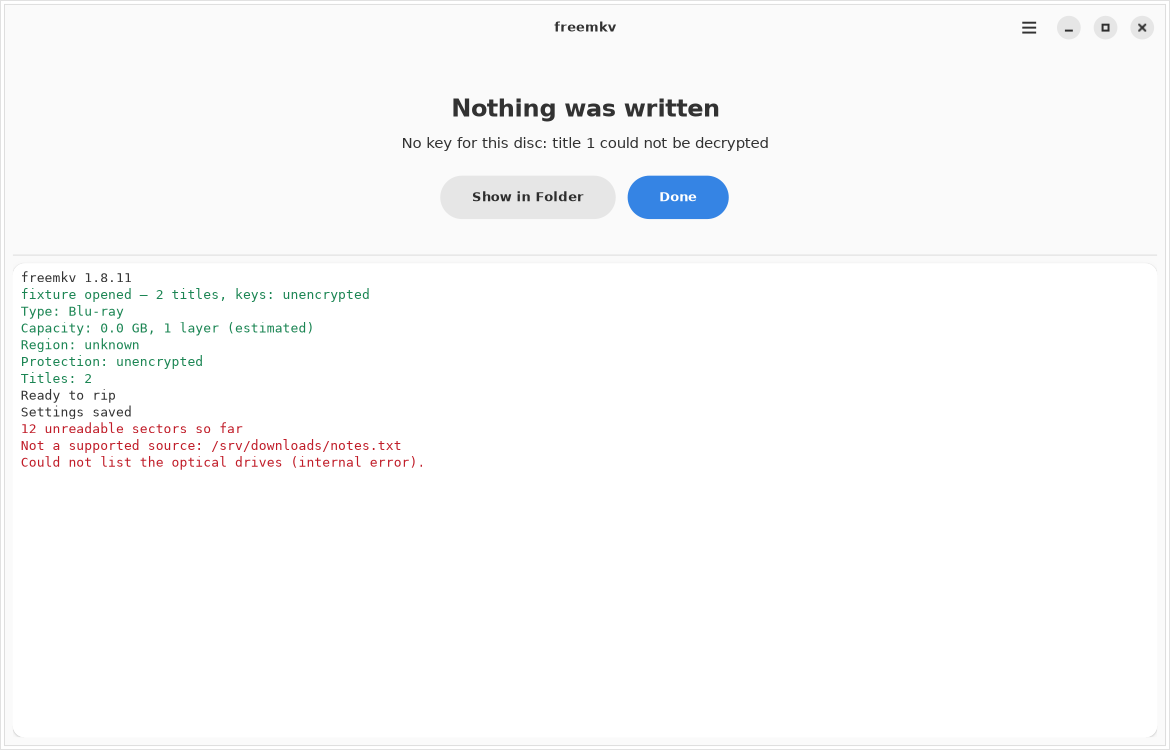 freemkv
Nothing was written
No key for this disc: title 1 could not be decrypted
Show in Folder
Done
freemkv 1.8.11
fixture opened — 2 titles, keys: unencrypted
Type: Blu-ray
Capacity: 0.0 GB, 1 layer (estimated)
Region: unknown
Protection: unencrypted
Titles: 2
Ready to rip
Settings saved
12 unreadable sectors so far
Not a supported source: /srv/downloads/notes.txt
Could not list the optical drives (internal error).